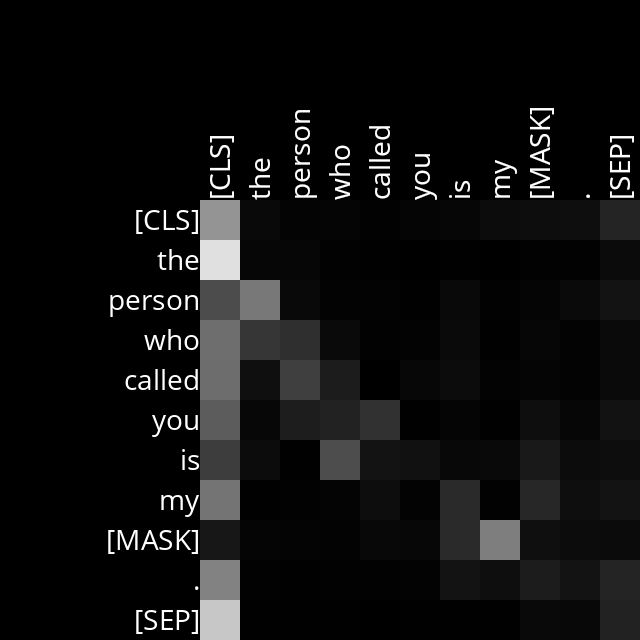 [CLS] the person who called you is my [MASK] . [SEP]
[CLS]
the
person
who
called
you
is
my
[MASK]
.
[SEP]